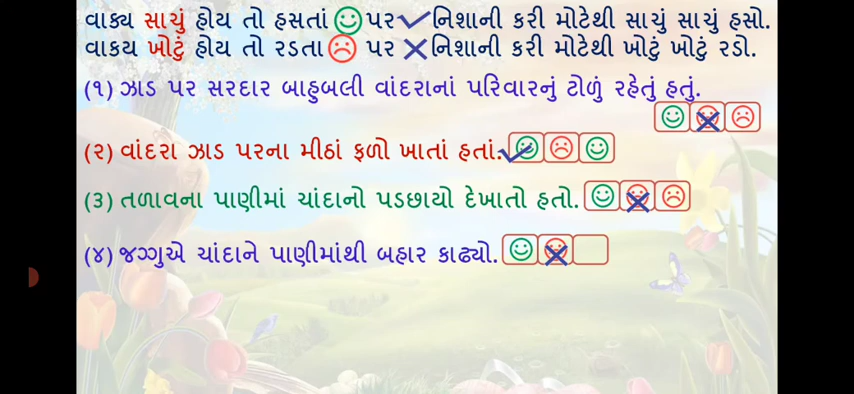 વાક્ય સાચું હોય તો હસતાં પર નિશાની કરી મોટેથી સાચું સાચું હસો.
વાકય ખોટું હોય તો રડતા પર નિશાની કરી મોટેથી ખોટું ખોટું રડો.
(૧) ઝાડ પર સરદાર બાહુબલી વાંદરાનાં પરિવારનું ટોળું રહેતું હતું.
(૨) વાંદરા ઝાડ પરના મીઠાં ફળો ખાતાં હતાં.
(૩) તળાવના પાણીમાં ચાંદાનો પડછાયો દેખાતો હતો.
(૪) જગ્ગુએ ચાંદાને પાણીમાંથી બહાર કાઢ્યો.